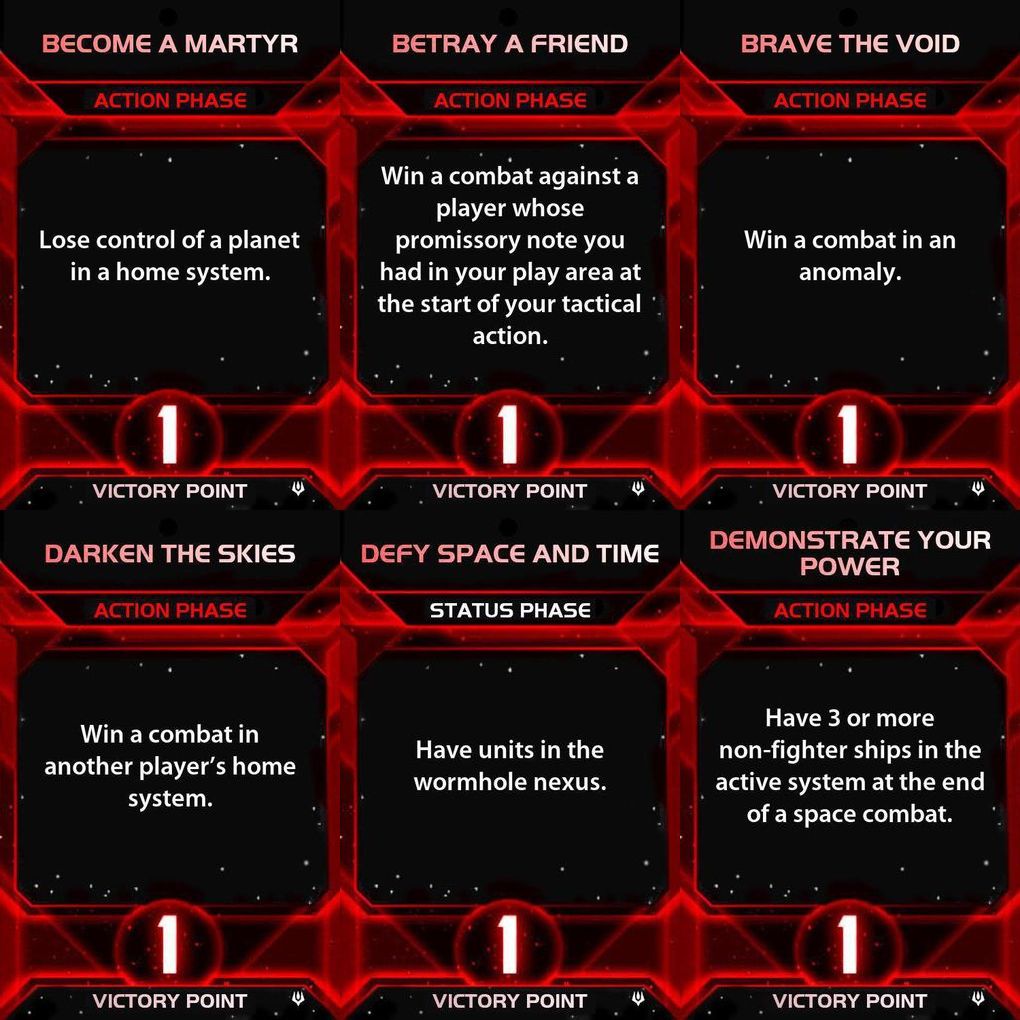 BECOME A MARTYR
ACTION PHASE
Lose control of a planet
in a home system.
1
VICTORY POINT
BETRAY A FRIEND
ACTION PHASE
Win a combat against a
player whose
promissory note you
had in your play area at
the start of your tactical
action.
1
VICTORY POINT
BRAVE THE VOID
ACTION PHASE
Win a combat in an
anomaly.
1
VICTORY POINT
DARKEN THE SKIES
ACTION PHASE
Win a combat in
another player’s home
system.
1
VICTORY POINT
DEFY SPACE AND TIME
STATUS PHASE
Have units in the
wormhole nexus.
1
VICTORY POINT
DEMONSTRATE YOUR
POWER
ACTION PHASE
Have 3 or more
non-fighter ships in the
active system at the end
of a space combat.
1
VICTORY POINT